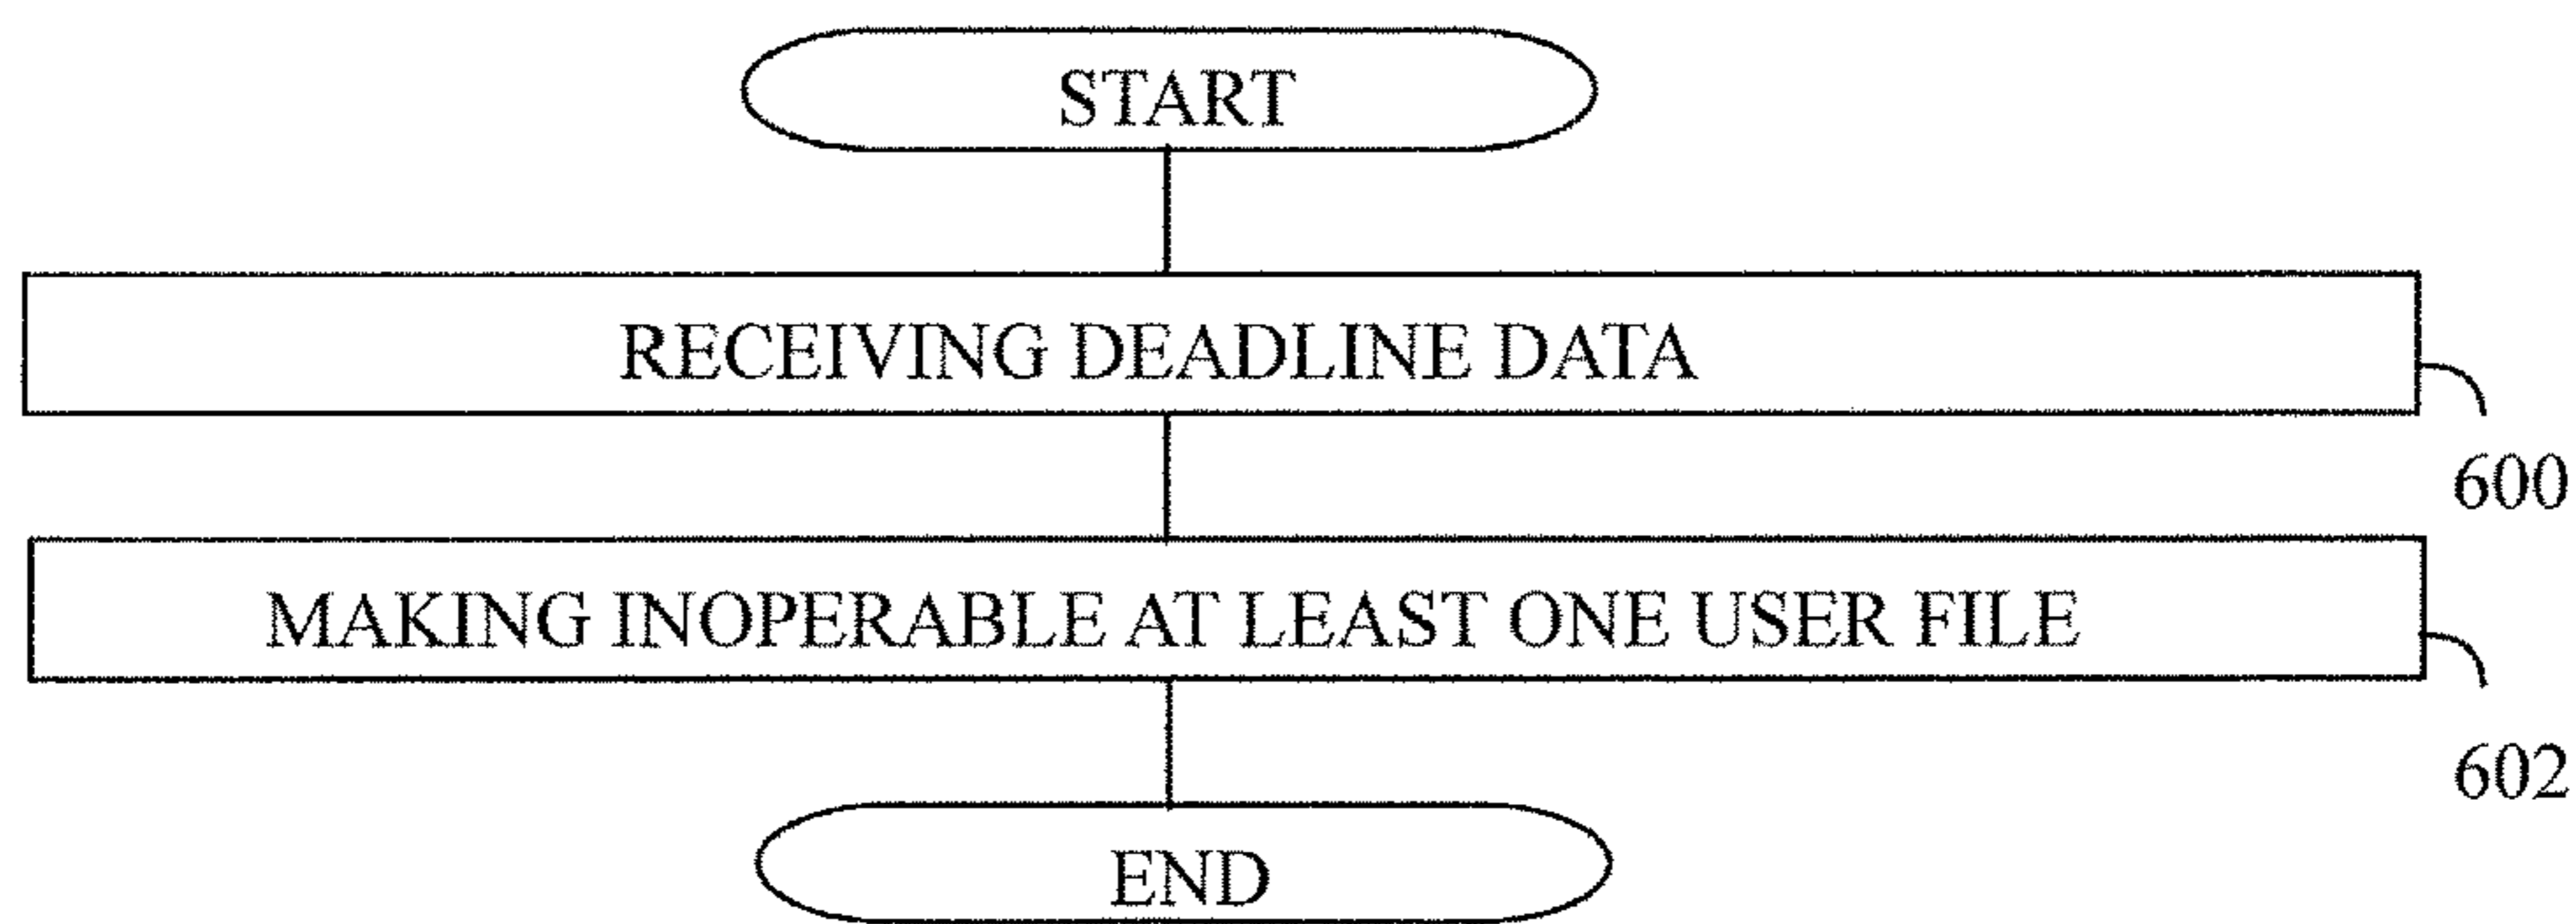 START
RECEIVING DEADLINE DATA
600
MAKING INOPERABLE AT LEAST ONE USER FILE
602
END